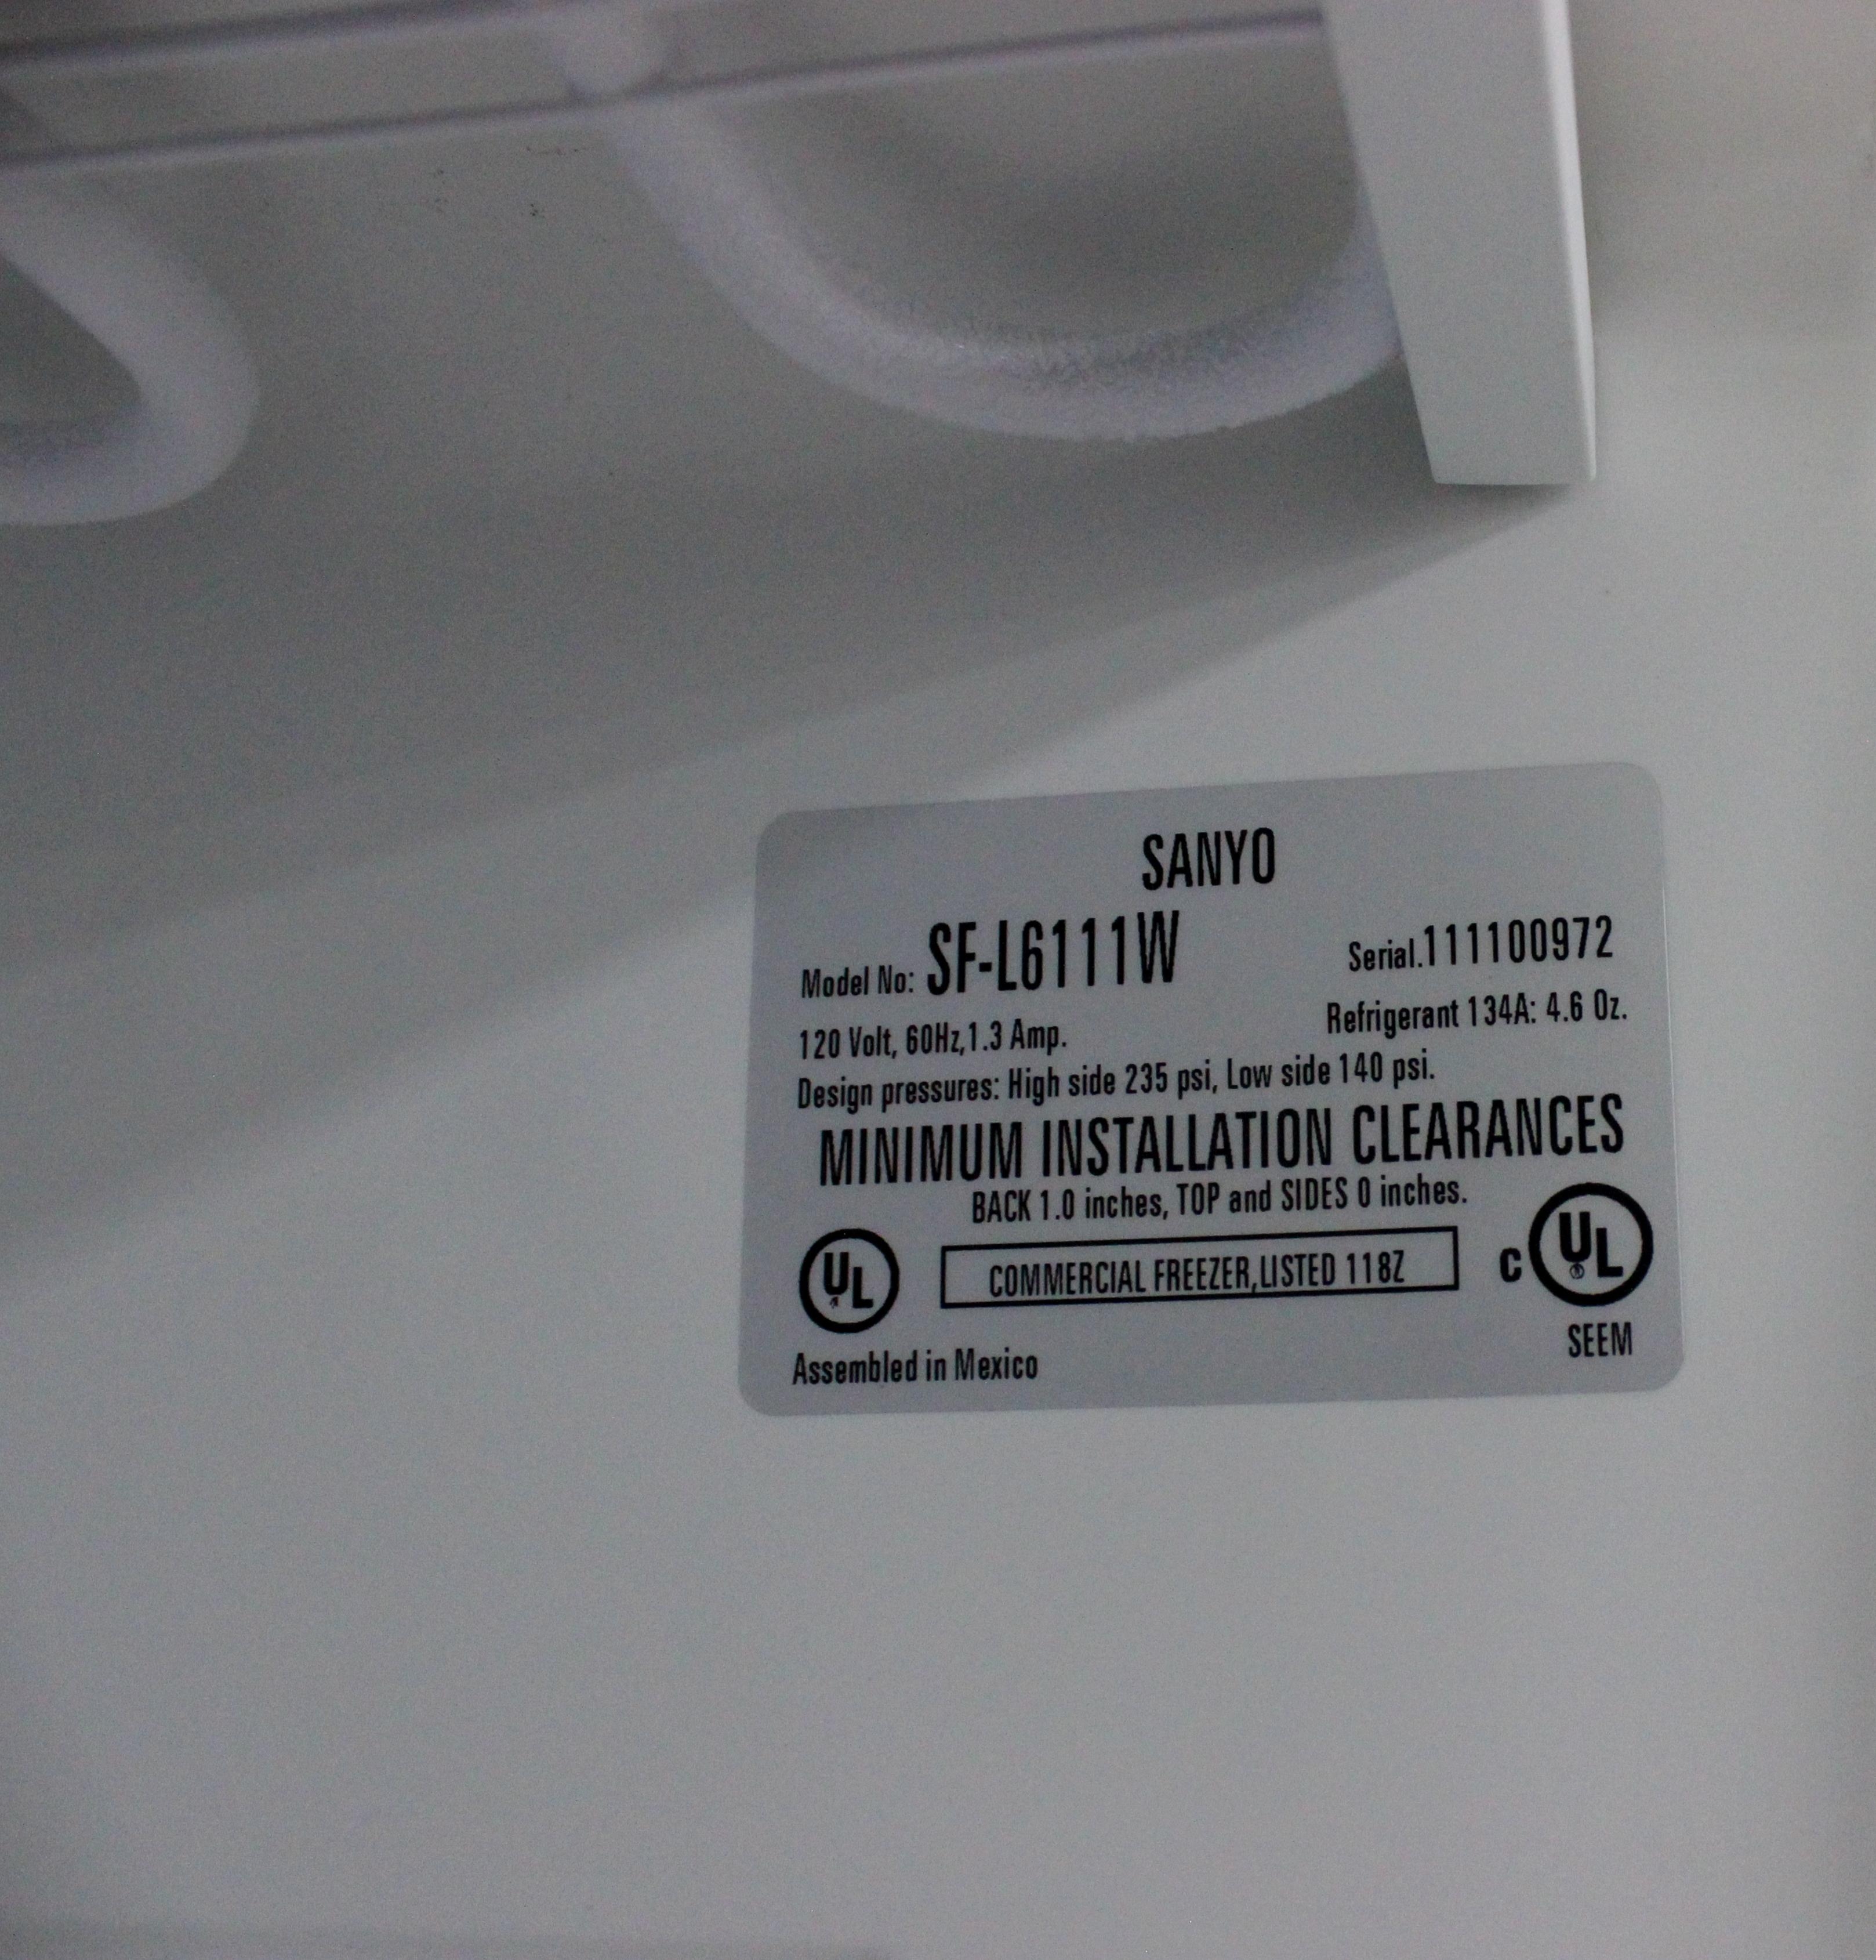 SANYO
Model No: SF-L6111W Serial.111100972
120 Volt, 60Hz,1.3 Amp. Refrigerant 134A: 4.6 Oz.
Design pressures: High side 235 psi, Low side 140 psi.
MINIMUM INSTALLATION CLEARANCES
BACK 1.0 inches, TOP and SIDES 0 inches.
UL COMMERCIAL FREEZER,LISTED 118Z C UL
SEEM
Assembled in Mexico